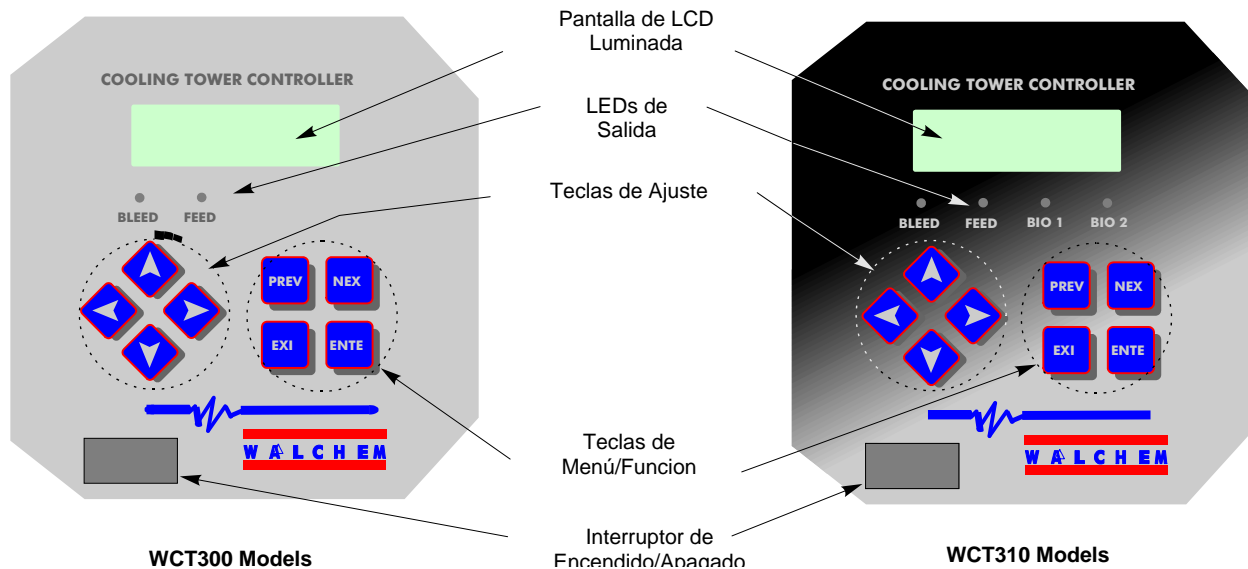 Pantalla de LCD
Luminada
COOLING TOWER CONTROLLER
COOLING TOWER CONTROLLER
LEDs de
Salida
Teclas de Ajuste
BLEED FEED
BLEED FEED BIO 1 BIO 2
PREV NEX
EXI ENTE
PREV NEX
EXI ENTE
WALCHEM
WALCHEM
Teclas de
Menú/Funcion
Interruptor de
Encendido/Apagado
WCT300 Models
WCT310 Models